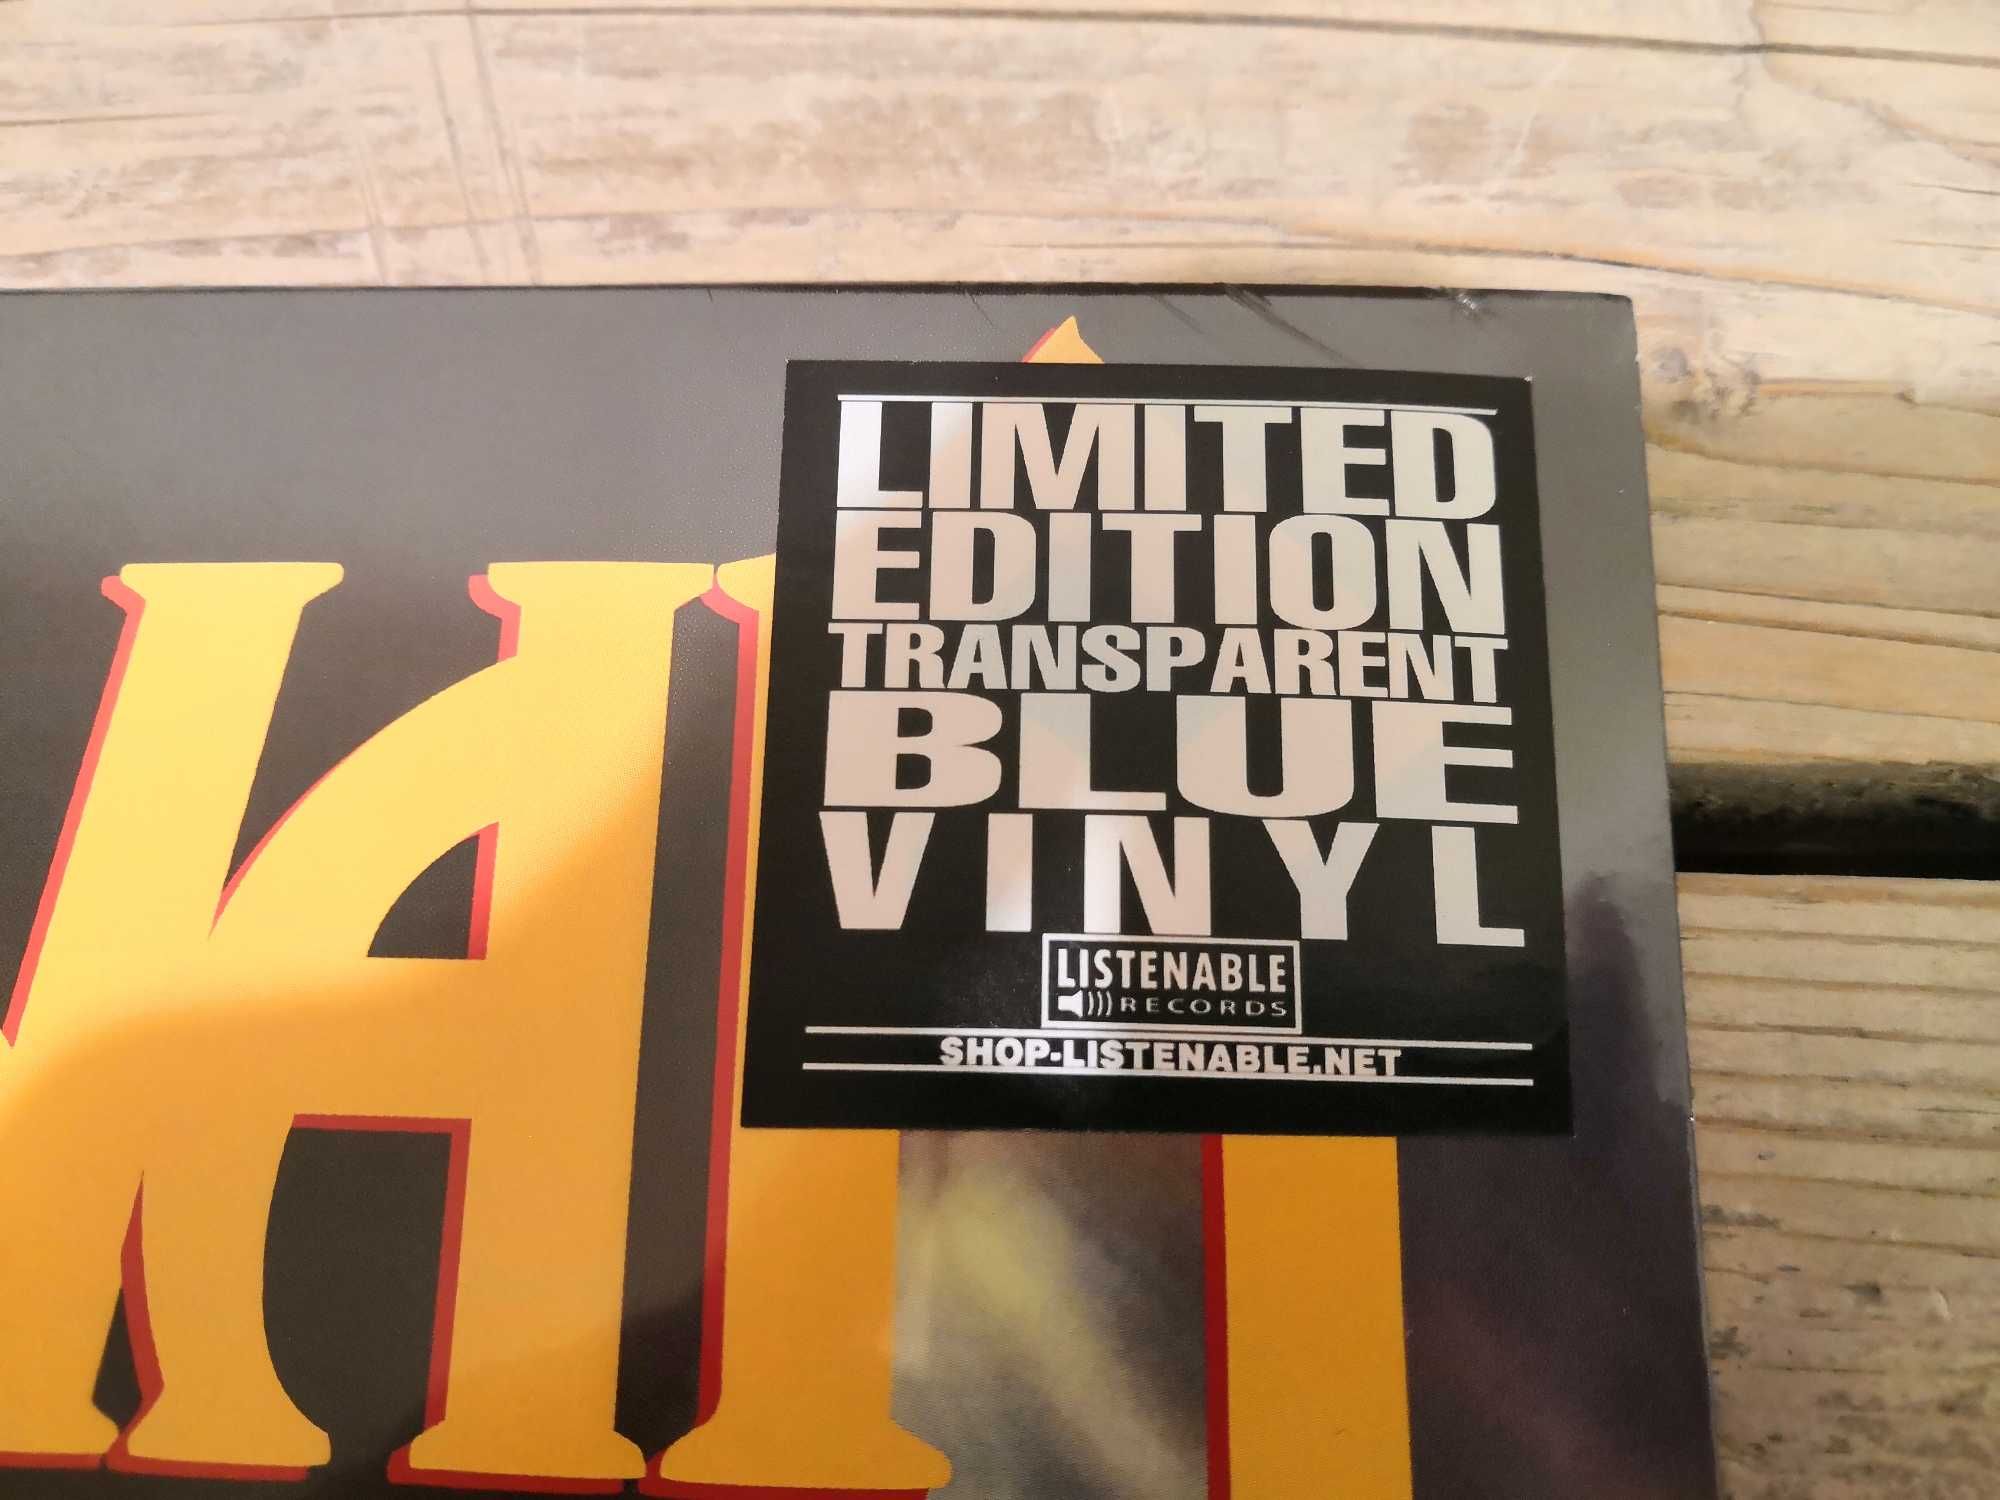 LIMITED
EDITION
TRANSPARENT
BLUE
VINYL
LISTENABLE
RECORDS
SHOP-LISTENABLE.NET